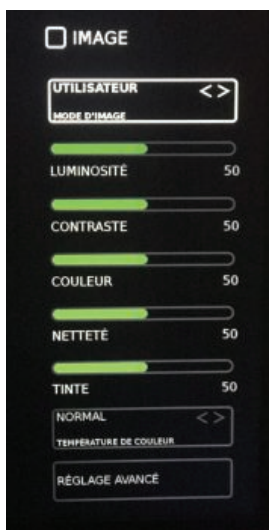 IMAGE
UTILISATEUR < >
MODE D'IMAGE
LUMINOSITÉ 50
CONTRASTE 50
COULEUR 50
NETTETÉ 50
TINTE 50
NORMAL < >
TEMPÉRATURE DE COULEUR
RÉGLAGE AVANCÉ